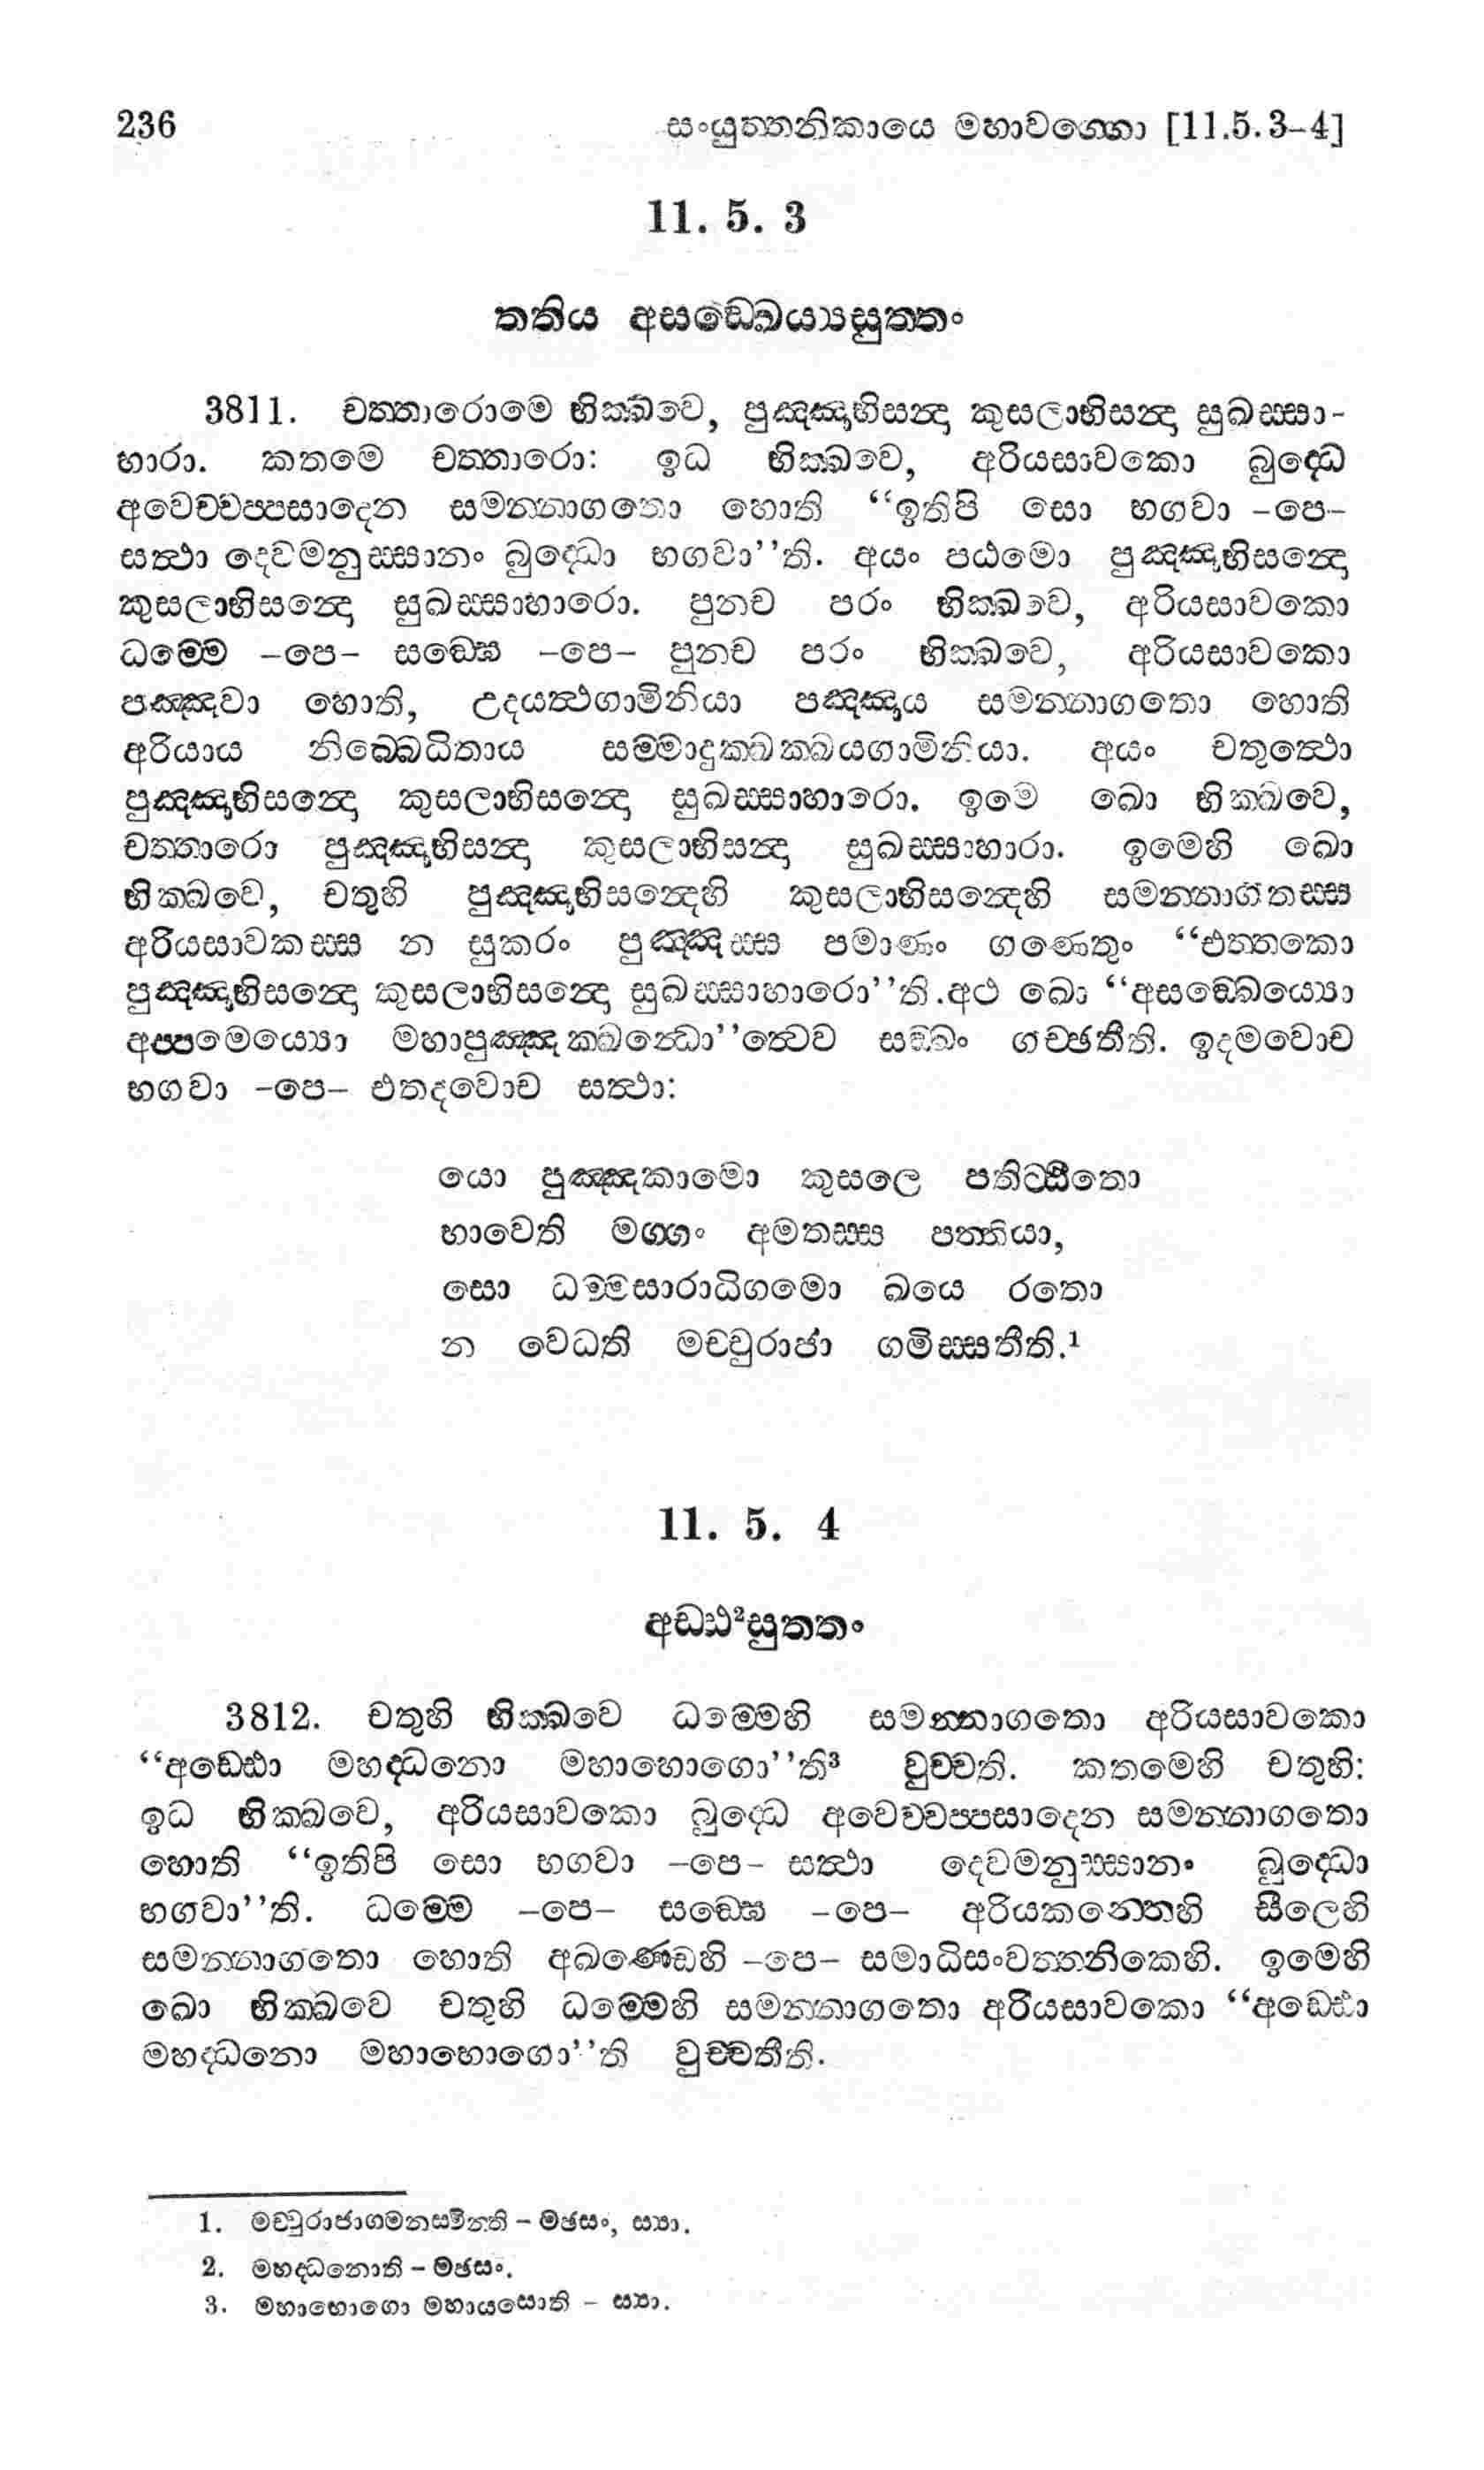 236 සංයුත්තනිකායෙ මහාවග්ගො [11.5.3-4]
11. 5. 3
තතිය අසඞ්ඛෙය්‍යසුත්තං
3811. චත්තාරොමෙ භික්ඛවෙ, පුඤ්ඤාභිසන්‍දා කුසලාභිසන්‍දා සුඛස්සා-
හාරා. කතමෙ චත්තාරො: ඉධ භික්ඛවෙ, අරියසාවකො බුද්ධෙ
අවෙච්චප්පසාදෙන සමන්නාගතො හොති “ඉතිපි සො භගවා -පෙ-
සත්‍ථා දෙවමනුස්සානං බුද්ධො භගවා”ති. අයං පඨමො පුඤ්ඤාභිසන්‍දො
කුසලාභිසන්‍දො සුඛස්සාහාරො. පුනච පරං භික්ඛවෙ, අරියසාවකො
ධම්මෙ -පෙ- සඞ්ඝෙ -පෙ- පුනච පරං භික්ඛවෙ, අරියසාවකො
පඤ්ඤවා හොති, උදයත්‍ථගාමිනියා පඤ්ඤාය සමන්නාගතො හොති
අරියාය නිබ්බෙධිතාය සම්මාදුක්ඛක්ඛයගාමිනියා. අයං චතුත්‍ථො
පුඤ්ඤාභිසන්‍දො කුසලාභිසන්‍දො සුඛස්සාහාරො. ඉමෙ ඛො භික්ඛවෙ,
චත්තාරො පුඤ්ඤාභිසන්‍දා කුසලාභිසන්‍දා සුඛස්සාහාරා. ඉමෙහි ඛො
භික්ඛවෙ, චතුහි පුඤ්ඤාභිසන්‍දෙහි කුසලාභිසන්‍දෙහි සමන්නාගතස්ස
අරියසාවකස්ස න සුකරං පුඤ්ඤස්ස පමාණං ගණෙතුං “එත්තකො
පුඤ්ඤාභිසන්‍දො කුසලාභිසන්‍දො සුඛස්සාහාරො”ති.අථ ඛො “අසඞ්ඛෙය්‍යො
අප්පමෙය්‍යො මහාපුඤ්ඤක්ඛන්‍ධො”ත්‍වෙව සඞ්ඛං ගච්ඡතීති. ඉදමවොච
භගවා -පෙ- එතදවොච සත්‍ථා:
යො පුඤ්ඤකාමො කුසලෙ පතිට්ඨිතො
භාවෙති මග්ගං අමතස්ස පත්තියා,
සො ධම්මසාරාධිගමො ඛයෙ රතො
න වෙධති මච්චුරාජා ගමිස්සතීති.¹
11. 5. 4
අඩ්ඪ²සුත්තං
3812. චතුහි භික්ඛවෙ ධම්මෙහි සමන්නාගතො අරියසාවකො
“අඩ්ඪො මහද්ධනො මහාභොගො”ති³ වුච්චති. කතමෙහි චතුහි:
ඉධ භික්ඛවෙ, අරියසාවකො බුද්ධෙ අවෙච්චප්පසාදෙන සමන්නාගතො
හොති “ඉතිපි සො භගවා -පෙ- සත්‍ථා දෙවමනුස්සානං බුද්ධො
භගවා”ති. ධම්මෙ -පෙ- සඞ්ඝෙ -පෙ- අරියකන්තෙහි සීලෙහි
සමන්නාගතො හොති අඛණ්ඩෙහි -පෙ- සමාධිසංවත්තනිකෙහි. ඉමෙහි
ඛො භික්ඛවෙ චතුහි ධම්මෙහි සමන්නාගතො අරියසාවකො “අඩ්ඪො
මහද්ධනො මහාභොගො”ති වුච්චතීති.
1. මච්චුරාජාගමනස්මින්ති - මඡසං, ස්‍යා.
2. මහද්ධනොති - මඡසං.
3. මහාභොගො මහායසොති - ස්‍යා.